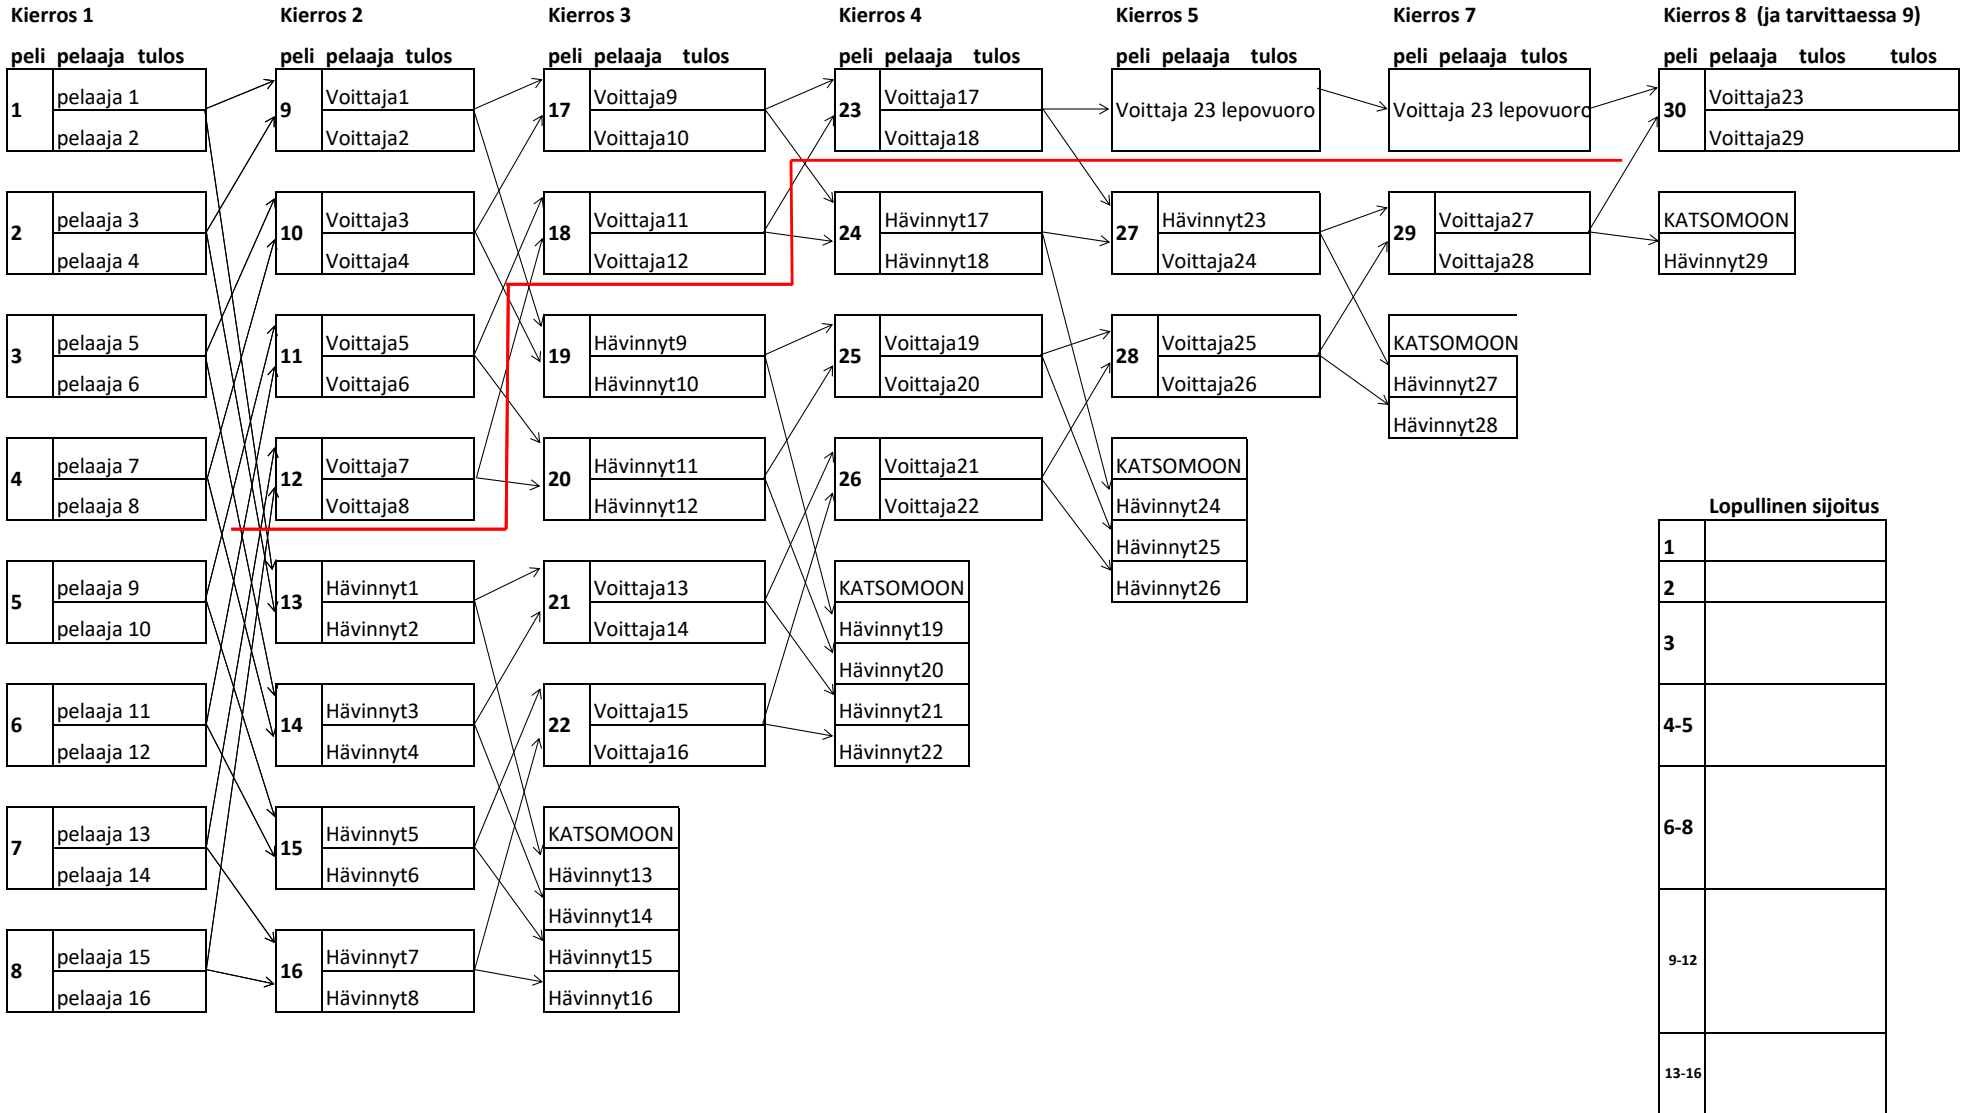 Kierros 1
Kierros 2
Kierros 3
Kierros 4
Kierros 5
Kierros 7
Kierros 8 (ja tarvittaessa 9)
peli pelaaja tulos
peli pelaaja tulos
peli pelaaja tulos
peli pelaaja tulos
peli pelaaja tulos
peli pelaaja tulos
peli pelaaja tulos tulos
1
pelaaja 1
pelaaja 2
2
pelaaja 3
pelaaja 4
3
pelaaja 5
pelaaja 6
4
pelaaja 7
pelaaja 8
5
pelaaja 9
pelaaja 10
6
pelaaja 11
pelaaja 12
7
pelaaja 13
pelaaja 14
8
pelaaja 15
pelaaja 16
9
Voittaja1
Voittaja2
10
Voittaja3
Voittaja4
11
Voittaja5
Voittaja6
12
Voittaja7
Voittaja8
13
Hävinnyt1
Hävinnyt2
14
Hävinnyt3
Hävinnyt4
15
Hävinnyt5
Hävinnyt6
16
Hävinnyt7
Hävinnyt8
17
Voittaja9
Voittaja10
18
Voittaja11
Voittaja12
19
Hävinnyt9
Hävinnyt10
20
Hävinnyt11
Hävinnyt12
21
Voittaja13
Voittaja14
22
Voittaja15
Voittaja16
KATSOMOON
Hävinnyt13
Hävinnyt14
Hävinnyt15
Hävinnyt16
23
Voittaja17
Voittaja18
24
Hävinnyt17
Hävinnyt18
25
Voittaja19
Voittaja20
26
Voittaja21
Voittaja22
KATSOMOON
Hävinnyt19
Hävinnyt20
Hävinnyt21
Hävinnyt22
Voittaja 23 lepovuoro
27
Hävinnyt23
Voittaja24
28
Voittaja25
Voittaja26
KATSOMOON
Hävinnyt24
Hävinnyt25
Hävinnyt26
Voittaja 23 lepovuoro
29
Voittaja27
Voittaja28
KATSOMOON
Hävinnyt27
Hävinnyt28
30
Voittaja23
Voittaja29
KATSOMOON
Hävinnyt29
Lopullinen sijoitus
1
2
3
4-5
6-8
9-12
13-16